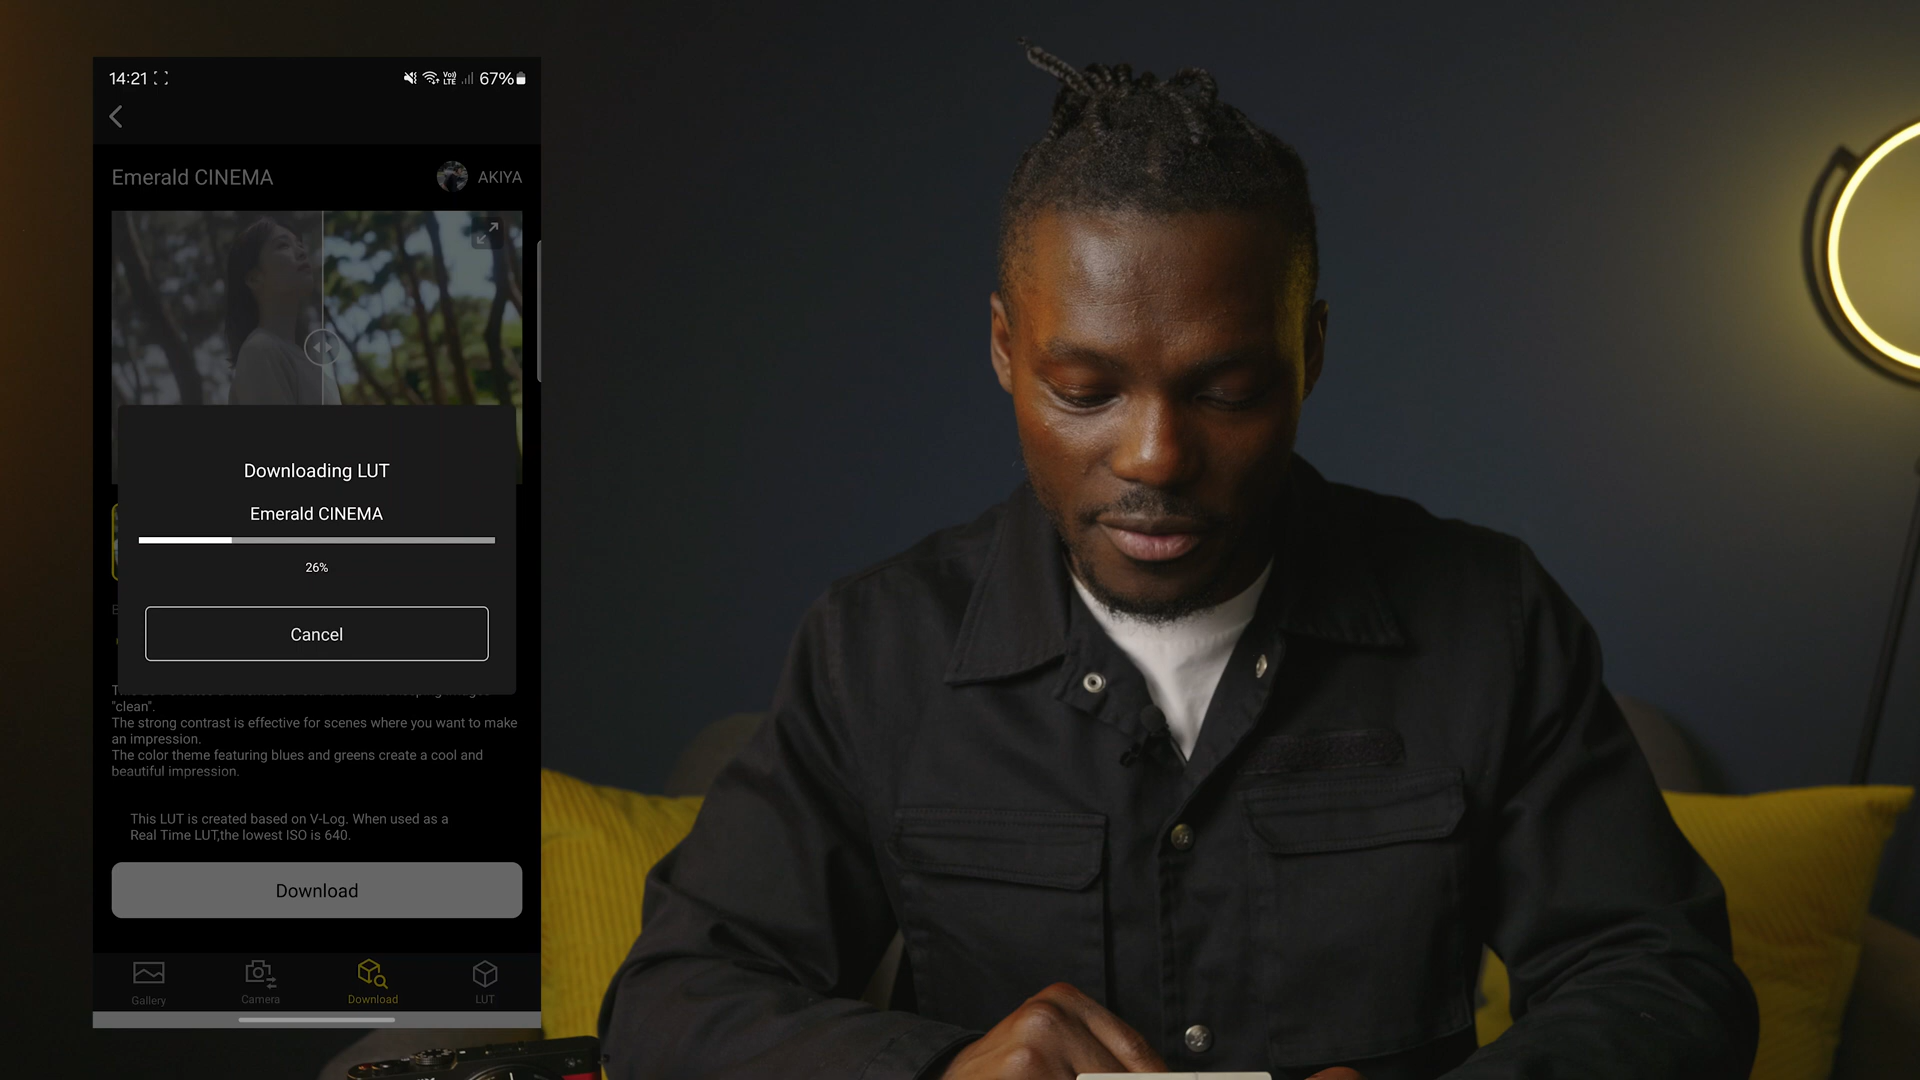 14:21
Vo) LTE 67%
Emerald CINEMA
AKIYA
Downloading LUT
Emerald CINEMA
26%
Cancel
"clean".
The strong contrast is effective for scenes where you want to make
an impression.
The color theme featuring blues and greens create a cool and
beautiful impression.
This LUT is created based on V-Log. When used as a
Real Time LUT,the lowest ISO is 640.
Download
Gallery
Camera
Download
LUT